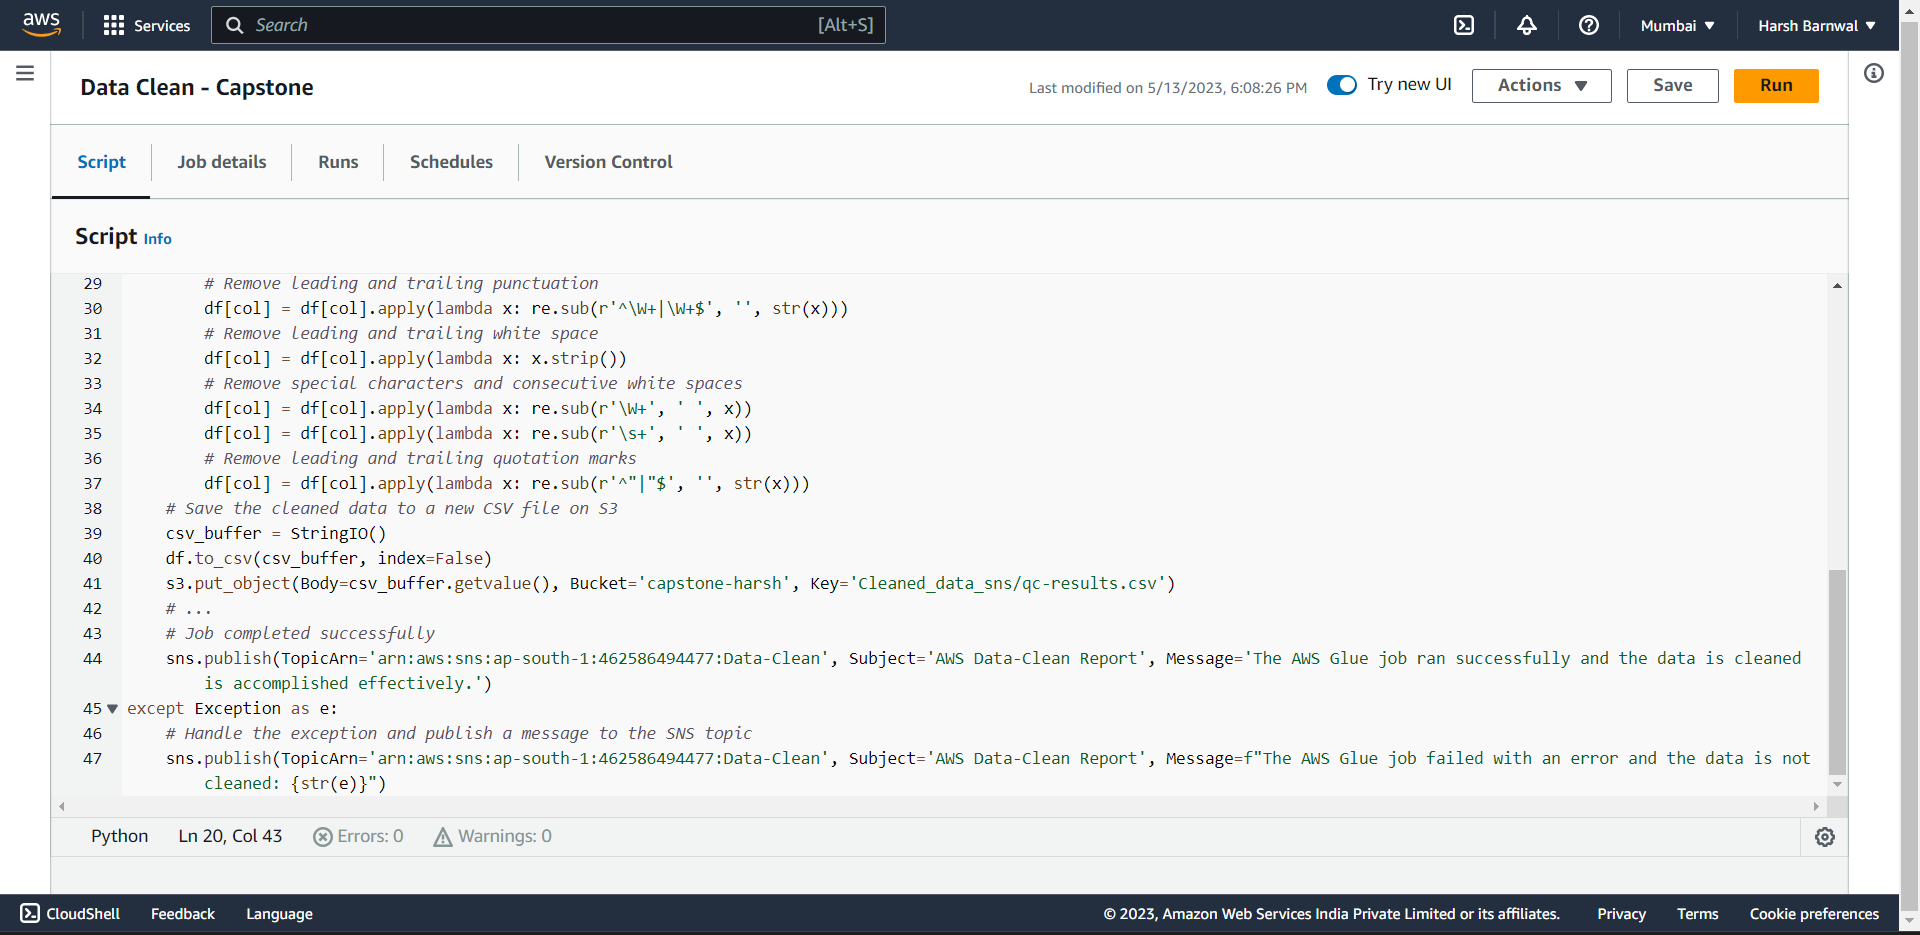 aws Services Search [Alt+S] Mumbai ▼ Harsh Barnwal ▼
Data Clean - Capstone
Last modified on 5/13/2023, 6:08:26 PM Try new UI Actions ▼ Save Run
Script Job details Runs Schedules Version Control
Script Info
29 # Remove leading and trailing punctuation
30 df[col] = df[col].apply(lambda x: re.sub(r'^\W+|\W+$', '', str(x)))
31 # Remove leading and trailing white space
32 df[col] = df[col].apply(lambda x: x.strip())
33 # Remove special characters and consecutive white spaces
34 df[col] = df[col].apply(lambda x: re.sub(r'\W+', ' ', x))
35 df[col] = df[col].apply(lambda x: re.sub(r'\s+', ' ', x))
36 # Remove leading and trailing quotation marks
37 df[col] = df[col].apply(lambda x: re.sub(r'^"|"$', '', str(x)))
38 # Save the cleaned data to a new CSV file on S3
39 csv_buffer = StringIO()
40 df.to_csv(csv_buffer, index=False)
41 s3.put_object(Body=csv_buffer.getvalue(), Bucket='capstone-harsh', Key='Cleaned_data_sns/qc-results.csv')
42 # ...
43 # Job completed successfully
44 sns.publish(TopicArn='arn:aws:sns:ap-south-1:462586494477:Data-Clean', Subject='AWS Data-Clean Report', Message='The AWS Glue job ran successfully and the data is cleaned
is accomplished effectively.')
45 ▼ except Exception as e:
46 # Handle the exception and publish a message to the SNS topic
47 sns.publish(TopicArn='arn:aws:sns:ap-south-1:462586494477:Data-Clean', Subject='AWS Data-Clean Report', Message=f"The AWS Glue job failed with an error and the data is not
cleaned: {str(e)}")
Python Ln 20, Col 43 Errors: 0 Warnings: 0
CloudShell Feedback Language © 2023, Amazon Web Services India Private Limited or its affiliates. Privacy Terms Cookie preferences